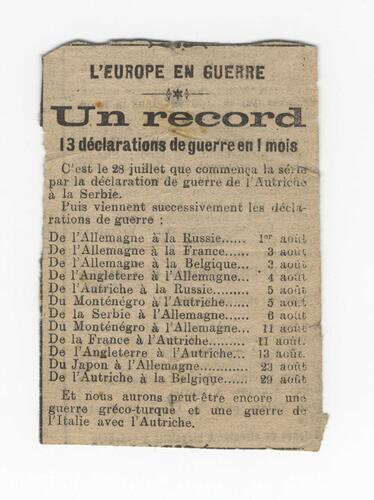 L'EUROPE EN GUERRE
Un record
13 déclarations de guerre en 1 mois
C'est le 28 juillet que commença la série
par la déclaration de guerre de l'Autriche
à la Serbie.
Puis viennent successivement les décla-
rations de guerre :
De l'Allemagne à la Russie...... 1er août
De l'Allemagne à la France...... 3 août
De l'Allemagne à la Belgique... 3 août
De l'Angleterre à l'Allemagne... 4 août
De l'Autriche à la Russie...... 5 août
Du Monténégro à l'Autriche...... 5 août
De la Serbie à l'Allemagne...... 6 août
Du Monténégro à l'Allemagne... 11 août
De la France à l'Autriche......... 11 août.
De l'Angleterre à l'Autriche... 13 août.
Du Japon à l'Allemagne............ 23 août
De l'Autriche à la Belgique...... 29 août
Et nous aurons peut-être encore une
guerre gréco-turque et une guerre de
l'Italie avec l'Autriche.